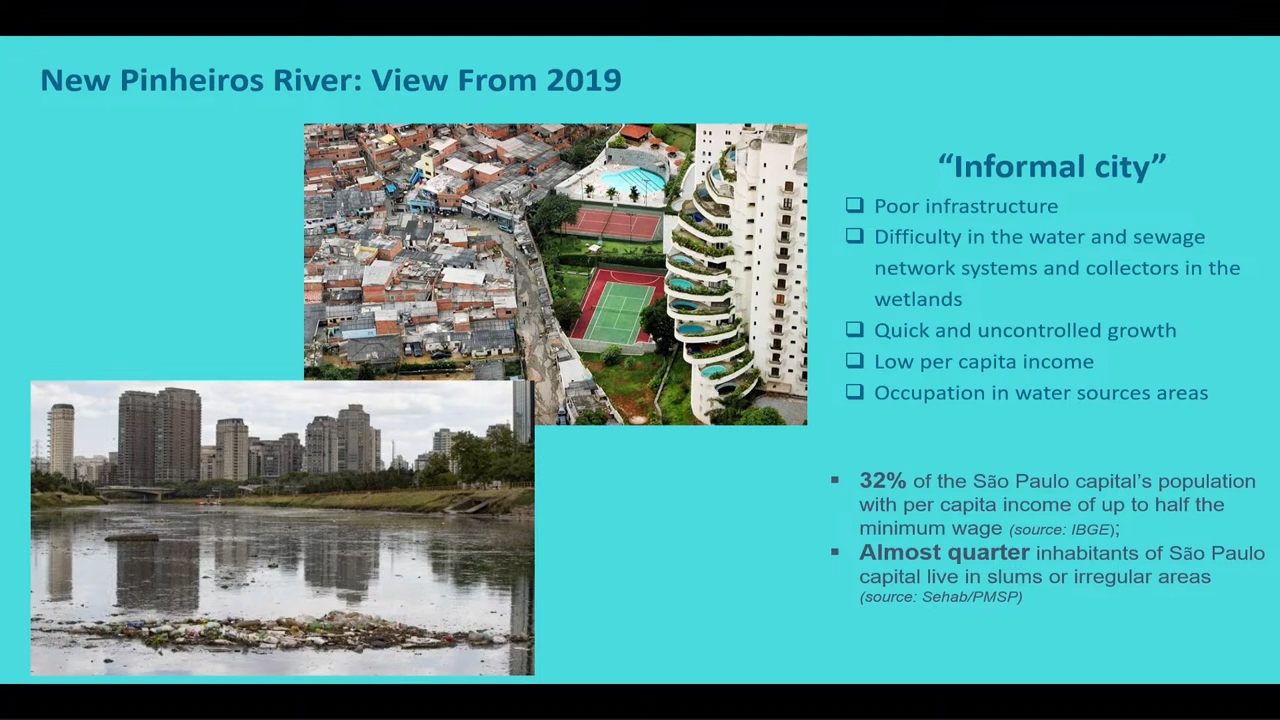 New Pinheiros River: View From 2019
“Informal city”
❑ Poor infrastructure
❑ Difficulty in the water and sewage
network systems and collectors in the
wetlands
❑ Quick and uncontrolled growth
❑ Low per capita income
❑ Occupation in water sources areas
▪ 32% of the São Paulo capital’s population
with per capita income of up to half the
minimum wage (source: IBGE);
▪ Almost quarter inhabitants of São Paulo
capital live in slums or irregular areas
(source: Sehab/PMSP)